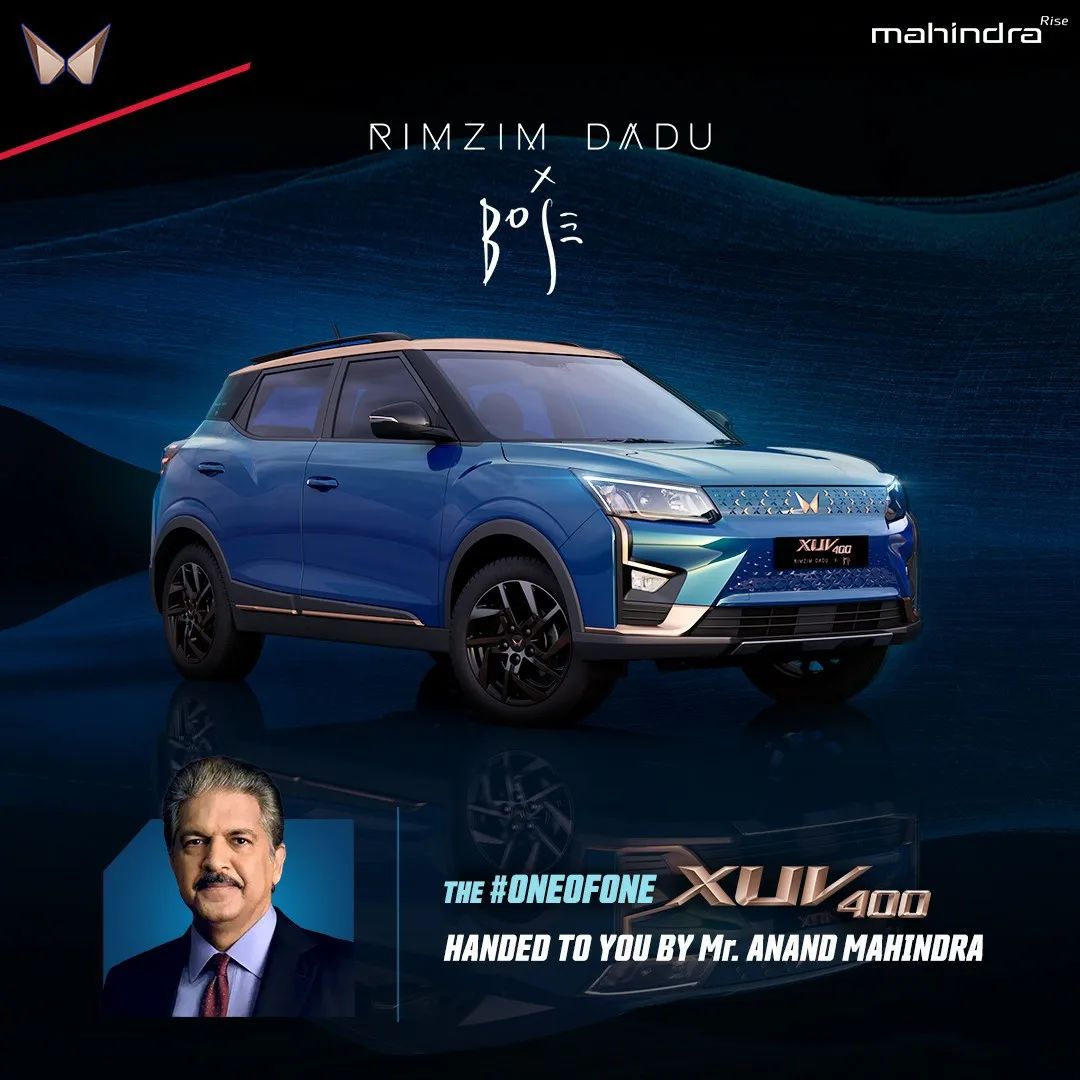 mahindra Rise
RIMZIM DADU
X
BOSE
XUV400
RIMZIM DADU X
THE #ONEOFONE XUV400
HANDED TO YOU BY Mr. ANAND MAHINDRA